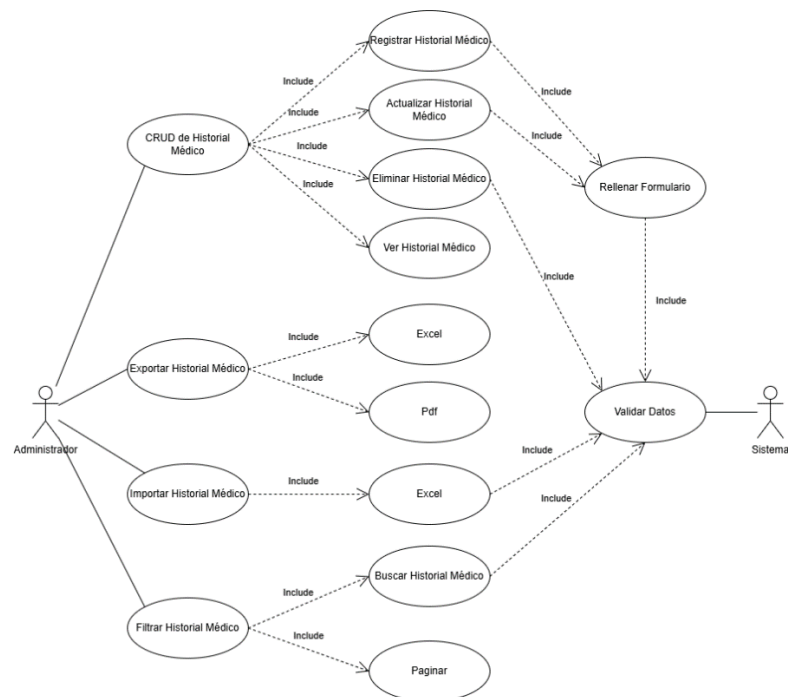 Registrar Historial Médico
Include
Include
Actualizar Historial
Médico
Include
CRUD de Historial
Médico
Include
Include
Eliminar Historial Médico
Rellenar Formulario
Include
Ver Historial Médico
Include
Include
Include
Excel
Exportar Historial Médico
Include
Pdf
Validar Datos
Administrador
Sistema
Include
Importar Historial Médico
Include
Excel
Include
Buscar Historial Médico
Include
Filtrar Historial Médico
Include
Paginar